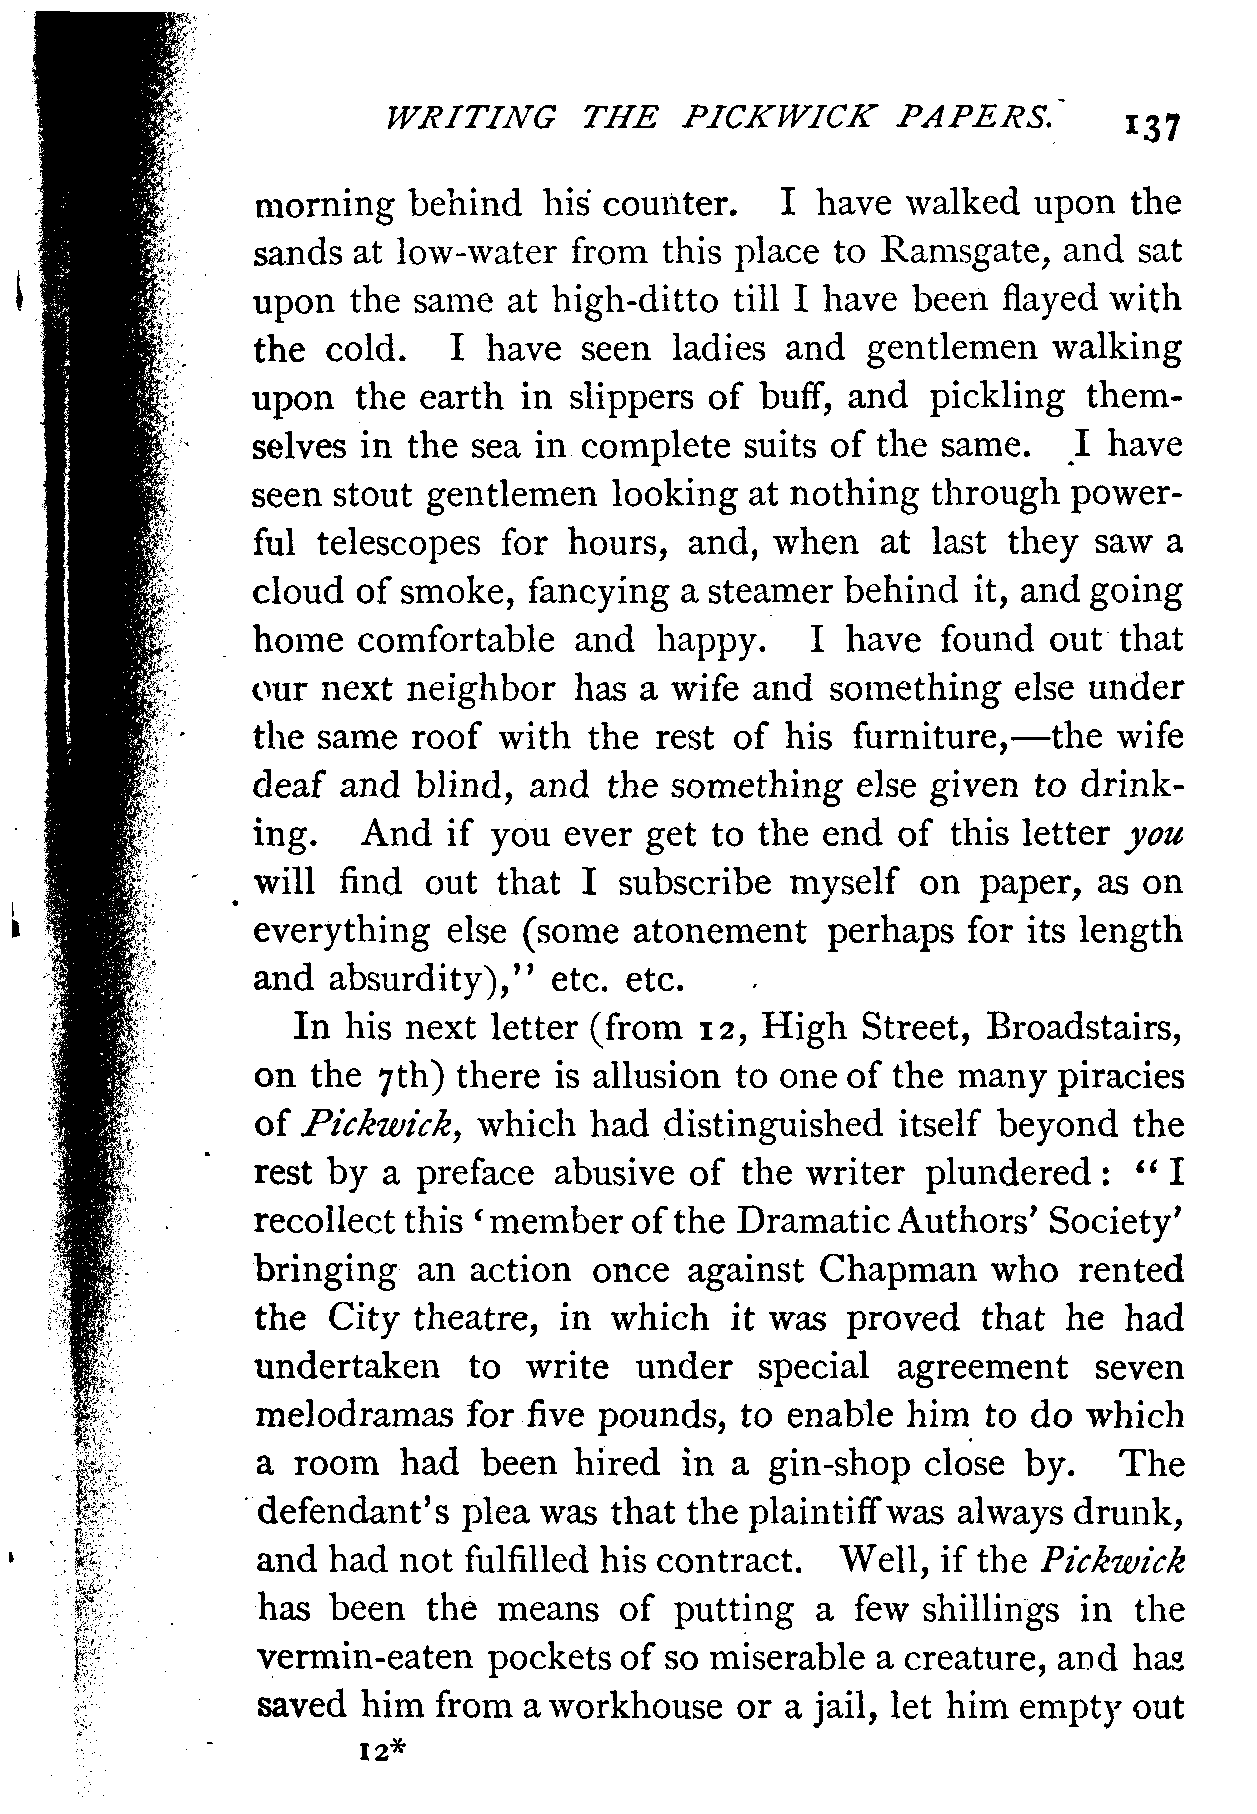 WRITING THE PICKWICK PAPERS. 137
morning behind his counter. I have walked upon the
sands at low-water from this place to Ramsgate, and sat
upon the same at high-ditto till I have been flayed with
the cold. I have seen ladies and gentlemen walking
upon the earth in slippers of buff, and pickling them-
selves in the sea in complete suits of the same. I have
seen stout gentlemen looking at nothing through power-
ful telescopes for hours, and, when at last they saw a
cloud of smoke, fancying a steamer behind it, and going
home comfortable and happy. I have found out that
our next neighbor has a wife and something else under
the same roof with the rest of his furniture,—the wife
deaf and blind, and the something else given to drink-
ing. And if you ever get to the end of this letter you
will find out that I subscribe myself on paper, as on
everything else (some atonement perhaps for its length
and absurdity),'' etc. etc.
In his next letter (from 12, High Street, Broadstairs,
on the 7th) there is allusion to one of the many piracies
of Pickwick, which had distinguished itself beyond the
rest by a preface abusive of the writer plundered: “I
recollect this ‘member of the Dramatic Authors' Society'
bringing an action once against Chapman who rented
the City theatre, in which it was proved that he had
undertaken to write under special agreement seven
melodramas for five pounds, to enable him to do which
a room had been hired in a gin-shop close by. The
defendant's plea was that the plaintiff was always drunk,
and had not fulfilled his contract. Well, if the Pickwick
has been the means of putting a few shillings in the
vermin-eaten pockets of so miserable a creature, and has
saved him from a workhouse or a jail, let him empty out
12*